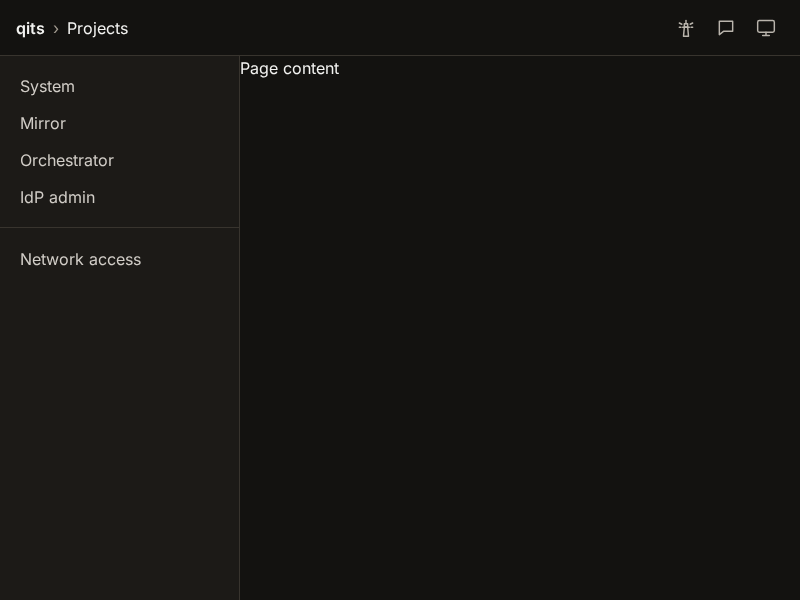 qits › Projects
System
Mirror
Orchestrator
IdP admin
Network access
Page content